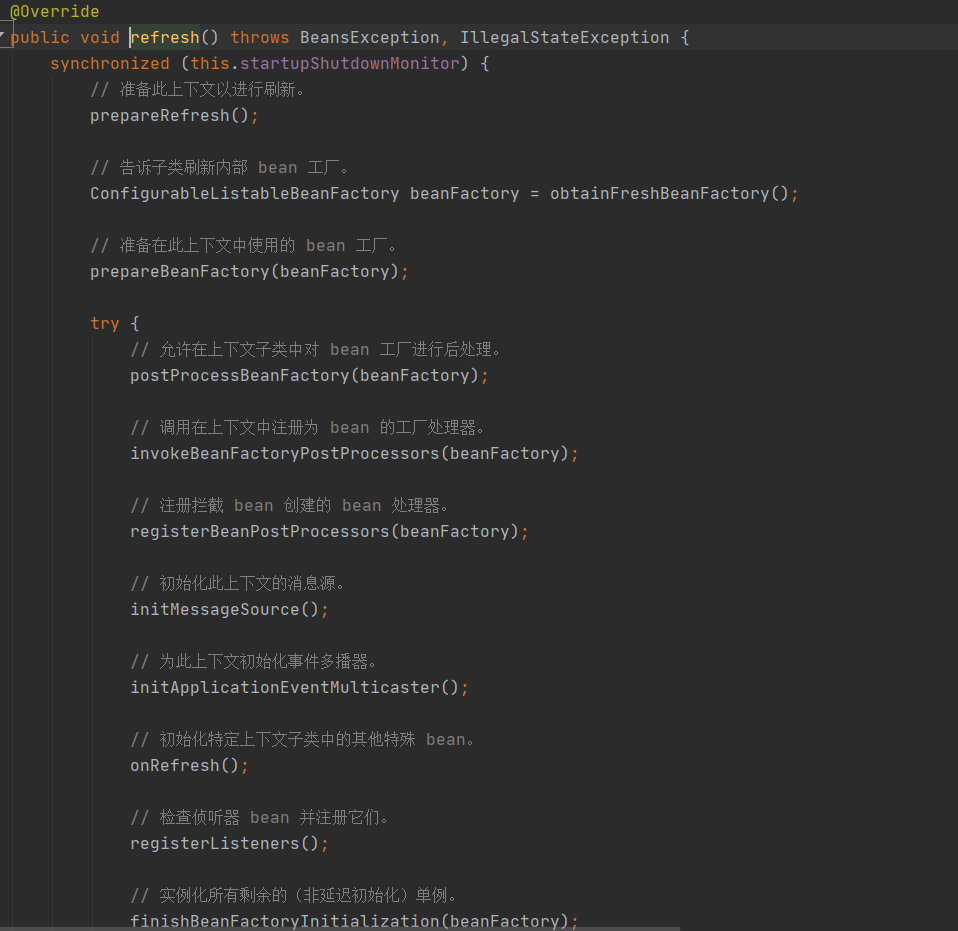 @Override
public void refresh() throws BeansException, IllegalStateException {
synchronized (this.startupShutdownMonitor) {
// 准备此上下文以进行刷新。
prepareRefresh();
// 告诉子类刷新内部 bean 工厂。
ConfigurableListableBeanFactory beanFactory = obtainFreshBeanFactory();
// 准备在此上下文中使用的 bean 工厂。
prepareBeanFactory(beanFactory);
try {
// 允许在上下文子类中对 bean 工厂进行后处理。
postProcessBeanFactory(beanFactory);
// 调用在上下文中注册为 bean 的工厂处理器。
invokeBeanFactoryPostProcessors(beanFactory);
// 注册拦截 bean 创建的 bean 处理器。
registerBeanPostProcessors(beanFactory);
// 初始化此上下文的消息源。
initMessageSource();
// 为此上下文初始化事件多播器。
initApplicationEventMulticaster();
// 初始化特定上下文子类中的其他特殊 bean。
onRefresh();
// 检查侦听器 bean 并注册它们。
registerListeners();
// 实例化所有剩余的（非延迟初始化）单例。
finishBeanFactoryInitialization(beanFactory);